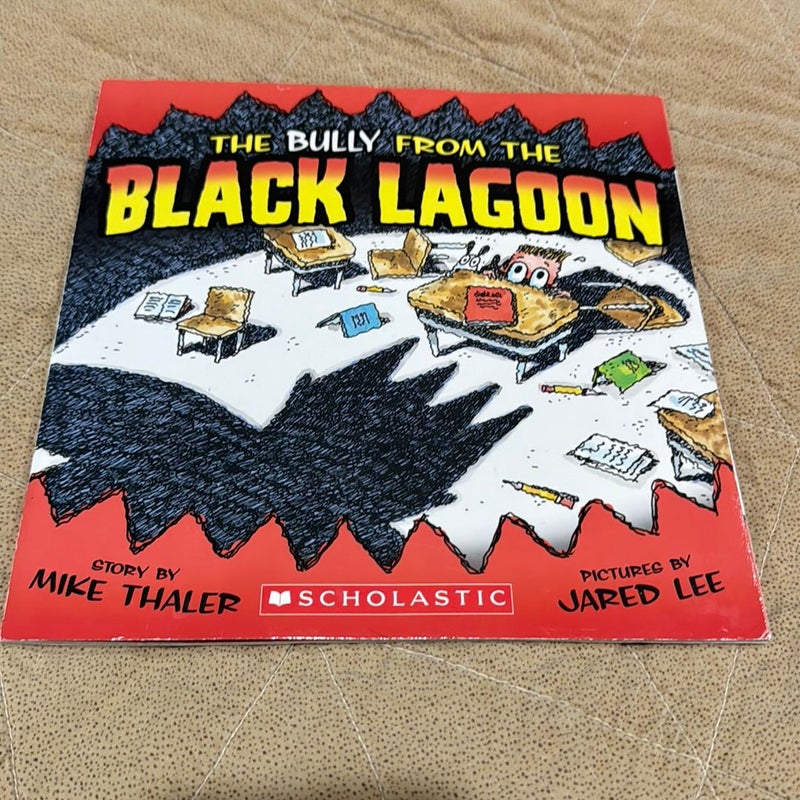 THE BULLY FROM THE
BLACK LAGOON
STORY BY
MIKE THALER
SCHOLASTIC
PICTURES BY
JARED LEE